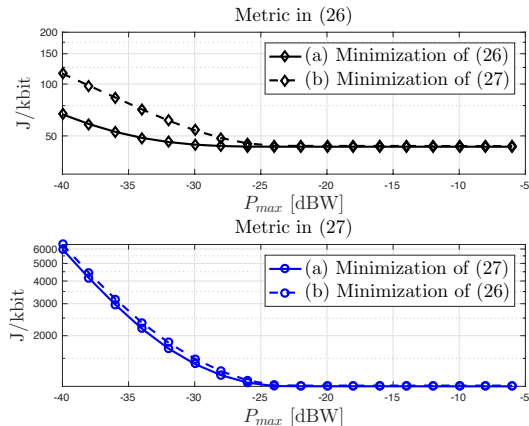 Metric in (26)
200
150
100
50
J/kbit
(a) Minimization of (26)
(b) Minimization of (27)
-40 -35 -30 -25 -20 -15 -10 -5
P_max [dBW]
Metric in (27)
6000
5000
4000
3000
2000
J/kbit
(a) Minimization of (27)
(b) Minimization of (26)
-40 -35 -30 -25 -20 -15 -10 -5
P_max [dBW]